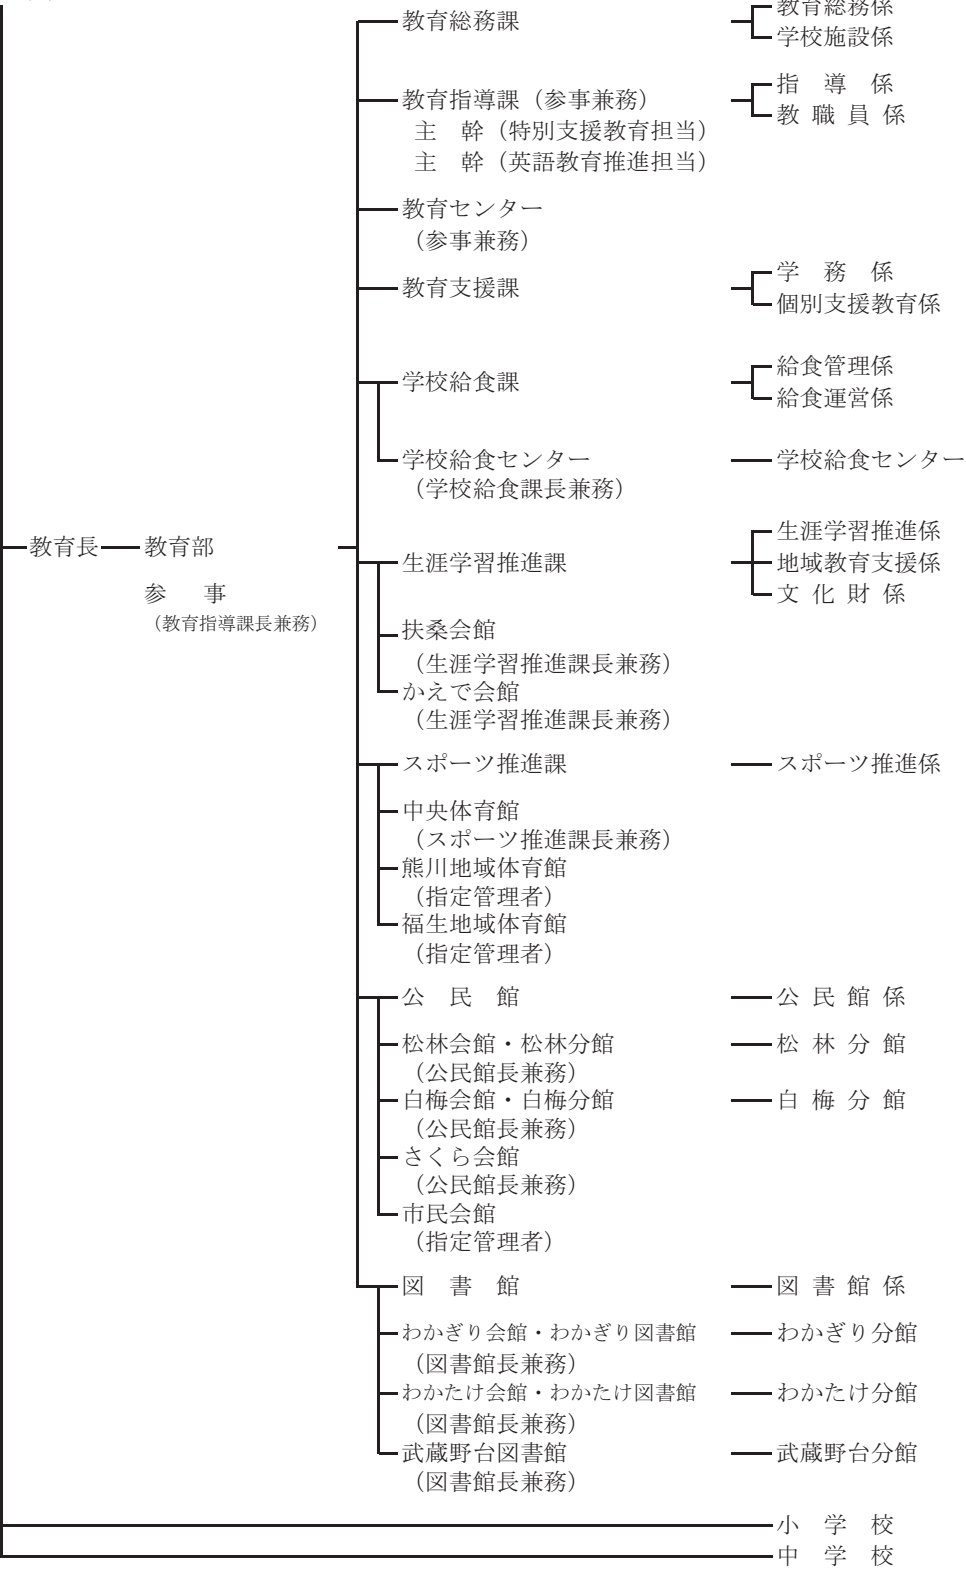 教育総務課
教育総務係
学校施設係
教育指導課（参事兼務）
主　幹（特別支援教育担当）
主　幹（英語教育推進担当）
指　導　係
教 職 員 係
教育センター
（参事兼務）
教育支援課
学　務　係
個別支援教育係
学校給食課
給食管理係
給食運営係
学校給食センター
（学校給食課長兼務）
学校給食センター
教育長
教育部
参　事
（教育指導課長兼務）
生涯学習推進課
生涯学習推進係
地域教育支援係
文 化 財 係
扶桑会館
（生涯学習推進課長兼務）
かえで会館
（生涯学習推進課長兼務）
スポーツ推進課
スポーツ推進係
中央体育館
（スポーツ推進課長兼務）
熊川地域体育館
（指定管理者）
福生地域体育館
（指定管理者）
公　民　館
公 民 館 係
松林会館・松林分館
（公民館長兼務）
松 林 分 館
白梅会館・白梅分館
（公民館長兼務）
白 梅 分 館
さくら会館
（公民館長兼務）
市民会館
（指定管理者）
図　書　館
図 書 館 係
わかぎり会館・わかぎり図書館
（図書館長兼務）
わかぎり分館
わかたけ会館・わかたけ図書館
（図書館長兼務）
わかたけ分館
武蔵野台図書館
（図書館長兼務）
武蔵野台分館
小　学　校
中　学　校